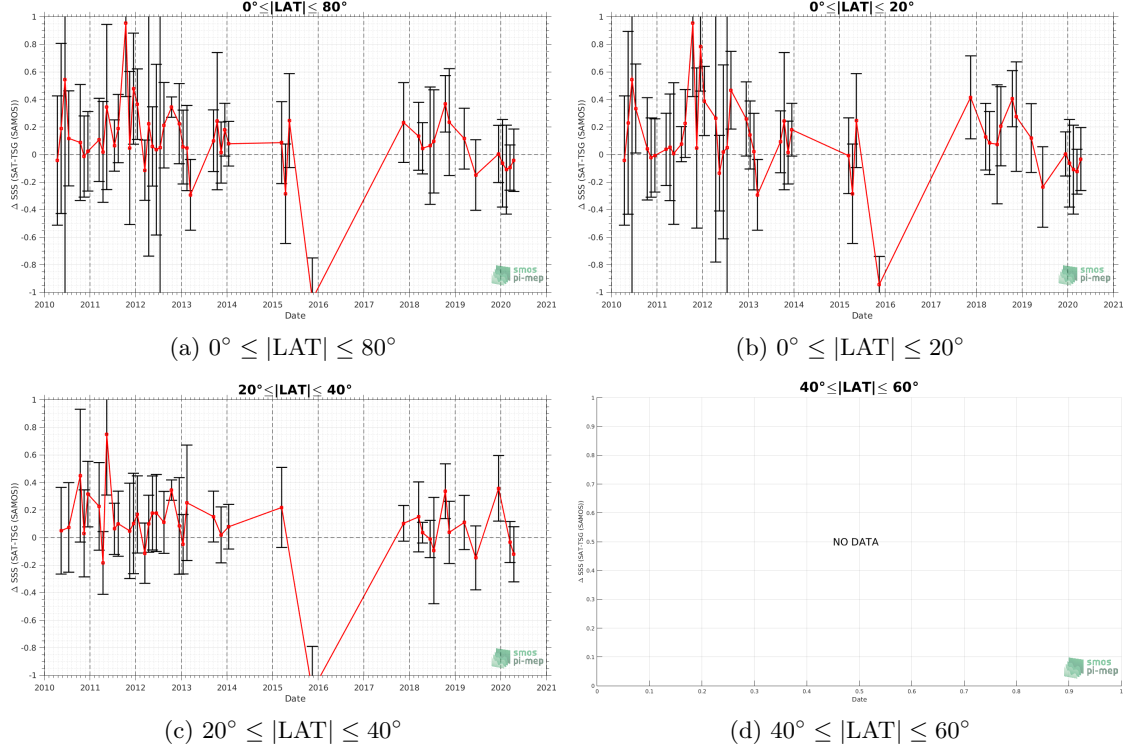 0°≤|LAT|≤ 80°
Δ SSS (SAT-TSG (SAMOS))
1
0.8
0.6
0.4
0.2
0
-0.2
-0.4
-0.6
-0.8
-1
2010 2011 2012 2013 2014 2015 2016 2017 2018 2019 2020 2021
Date
smos
pi-mep
(a) 0° ≤ |LAT| ≤ 80°
0°≤|LAT|≤ 20°
Δ SSS (SAT-TSG (SAMOS))
1
0.8
0.6
0.4
0.2
0
-0.2
-0.4
-0.6
-0.8
-1
2010 2011 2012 2013 2014 2015 2016 2017 2018 2019 2020 2021
Date
smos
pi-mep
(b) 0° ≤ |LAT| ≤ 20°
20°≤|LAT|≤ 40°
Δ SSS (SAT-TSG (SAMOS))
1
0.8
0.6
0.4
0.2
0
-0.2
-0.4
-0.6
-0.8
-1
2010 2011 2012 2013 2014 2015 2016 2017 2018 2019 2020 2021
Date
smos
pi-mep
(c) 20° ≤ |LAT| ≤ 40°
40°≤|LAT|≤ 60°
Δ SSS (SAT-TSG (SAMOS))
1
0.9
0.8
0.7
0.6
0.5
0.4
0.3
0.2
0.1
0
NO DATA
0 0.1 0.2 0.3 0.4 0.5 0.6 0.7 0.8 0.9 1
Date
smos
pi-mep
(d) 40° ≤ |LAT| ≤ 60°